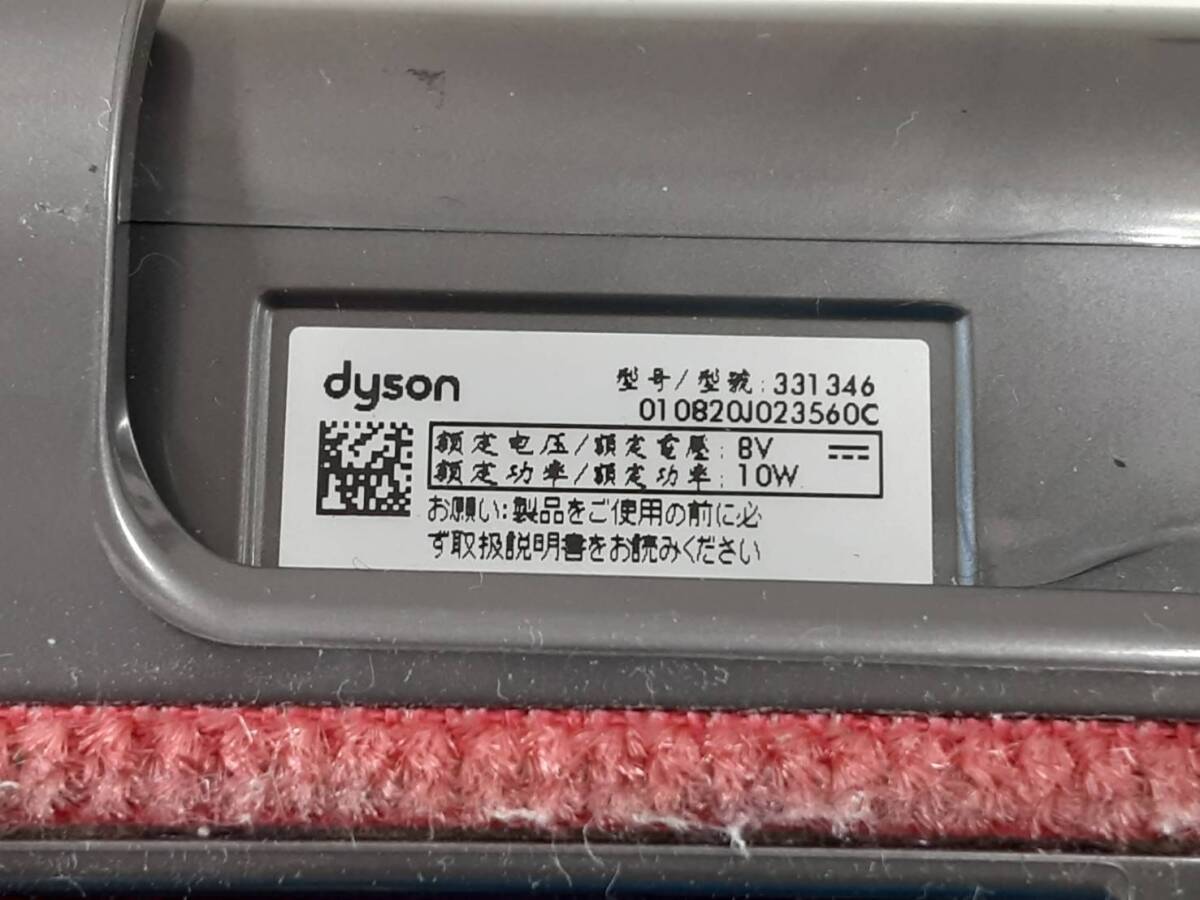 dyson
型号/型號: 331346
010820J023560C
额定电压/額定電壓: 8V
额定功率/額定功率: 10W
お願い:製品をご使用の前に必
ず取扱説明書をお読みください